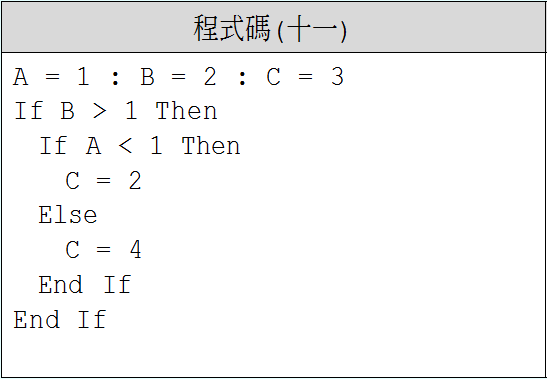 程式碼(十一)
A = 1 : B = 2 : C = 3
If B > 1 Then
  If A < 1 Then
    C = 2
  Else
    C = 4
  End If
End If